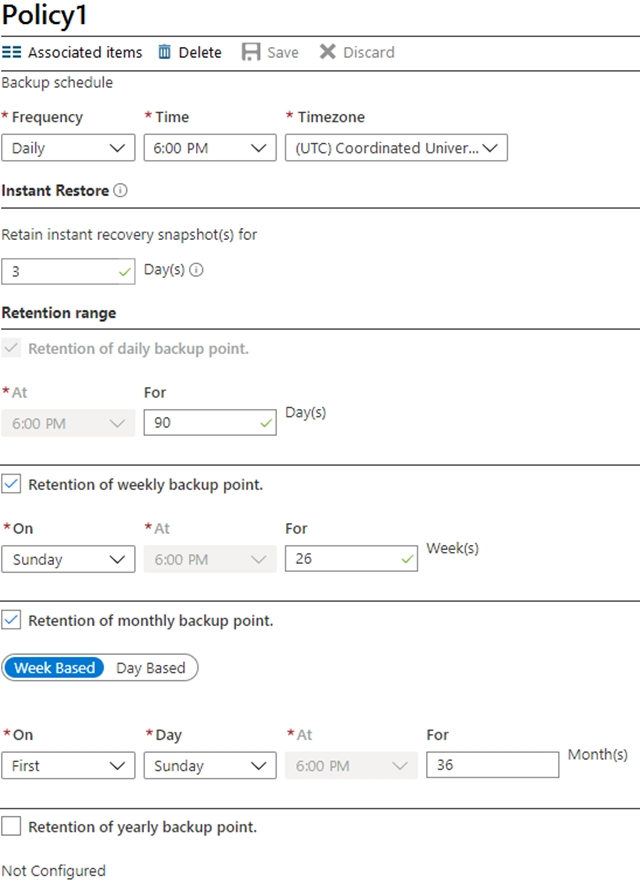 Policy1
Associated items Delete Save Discard
Backup schedule
* Frequency * Time * Timezone
Daily 6:00 PM (UTC) Coordinated Univer...
Instant Restore
Retain instant recovery snapshot(s) for
3 Day(s)
Retention range
Retention of daily backup point.
* At For
6:00 PM 90 Day(s)
Retention of weekly backup point.
* On * At For
Sunday 6:00 PM 26 Week(s)
Retention of monthly backup point.
Week Based Day Based
* On * Day * At For
First Sunday 6:00 PM 36 Month(s)
Retention of yearly backup point.
Not Configured